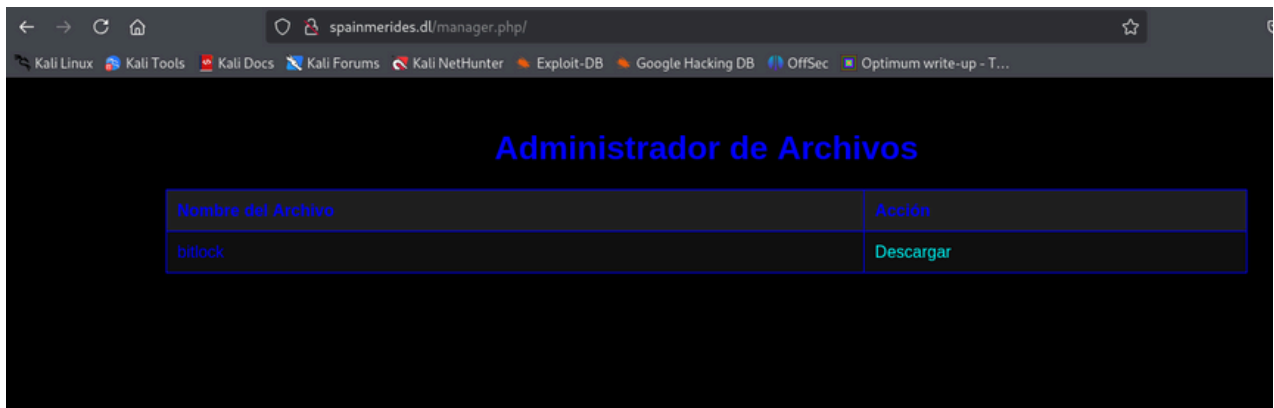 spainmerides.dl/manager.php/
Kali Linux Kali Tools Kali Docs Kali Forums Kali NetHunter Exploit-DB Google Hacking DB OffSec Optimum write-up - T...
Administrador de Archivos
Nombre del Archivo Acción
bitlock Descargar